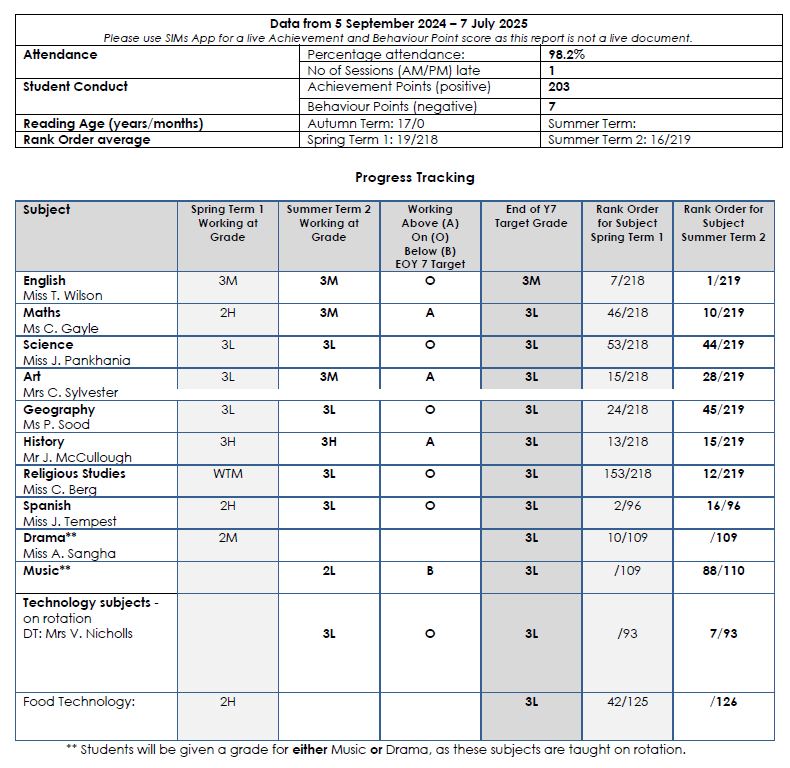 Data from 5 September 2024 – 7 July 2025
Please use SIMs App for a live Achievement and Behaviour Point score as this report is not a live document.
Attendance Percentage attendance: 98.2%
No of Sessions (AM/PM) late 1
Student Conduct Achievement Points (positive) 203
Behaviour Points (negative) 7
Reading Age (years/months) Autumn Term: 17/0 Summer Term:
Rank Order average Spring Term 1: 19/218 Summer Term 2: 16/219
Progress Tracking
Subject Spring Term 1 Summer Term 2 Working End of Y7 Rank Order Rank Order for
Working at Working at Above (A) Target Grade for Subject Subject
Grade Grade On (O) Spring Term 1 Summer Term 2
Below (B)
EOY 7 Target
English 3M 3M O 3M 7/218 1/219
Miss T. Wilson
Maths 2H 3M A 3L 46/218 10/219
Ms C. Gayle
Science 3L 3L O 3L 53/218 44/219
Miss J. Pankhania
Art 3L 3M A 3L 15/218 28/219
Mrs C. Sylvester
Geography 3L 3L O 3L 24/218 45/219
Ms P. Sood
History 3H 3H A 3L 13/218 15/219
Mr J. McCullough
Religious Studies WTM 3L O 3L 153/218 12/219
Miss C. Berg
Spanish 2H 3L O 3L 2/96 16/96
Miss J. Tempest
Drama** 2M 3L 10/109 /109
Miss A. Sangha
Music** 2L B 3L /109 88/110
Technology subjects -
on rotation
DT: Mrs V. Nicholls 3L O 3L /93 7/93
Food Technology: 2H 3L 42/125 /126
** Students will be given a grade for either Music or Drama, as these subjects are taught on rotation.